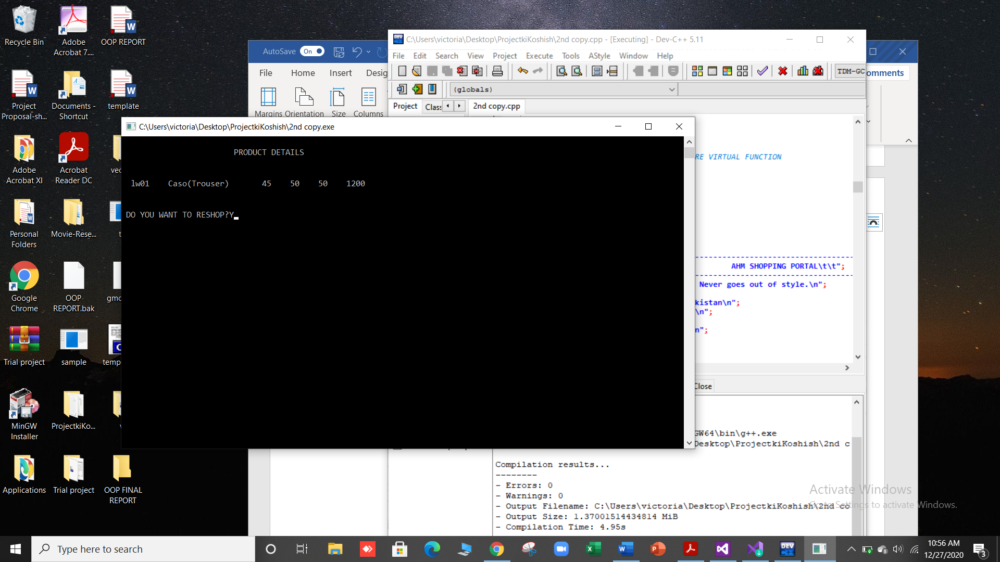 Recycle Bin
Adobe
Acrobat 7....
OOP REPORT
Project
Proposal-sh...
Documents -
Shortcut
template
Adobe
Acrobat XI
Acrobat
Reader DC
Personal
Folders
Movie-Rese...
Google
Chrome
OOP
REPORT.bak
Trial project
sample
MinGW
Installer
ProjectkiKo...
Applications
Trial project
OOP FINAL
REPORT
AutoSave On
File Home Insert
Margins Orientation Size Columns
C:\Users\victoria\Desktop\ProjectkiKoshish\2nd copy.cpp - [Executing] - Dev-C++ 5.11
File Edit Search View Project Execute Tools AStyle Window Help
TDM-GC
omments
(globals)
Project Class 2nd copy.cpp
C:\Users\victoria\Desktop\ProjectkiKoshish\2nd copy.exe
PRODUCT DETAILS
lw01 Caso(Trouser) 45 50 50 1200
DO YOU WANT TO RESHOP?Y
RE VIRTUAL FUNCTION
AHM SHOPPING PORTAL\t\t";
Never goes out of style.\n";
kistan\n";
\n";
n";
Close
GW64\bin\g++.exe
Desktop\ProjectkiKoshish\2nd c
Compilation results...
--------
- Errors: 0
- Warnings: 0
- Output Filename: C:\Users\victoria\Desktop\ProjectkiKoshish\2nd co
- Output Size: 1.37001514434814 MiB
- Compilation Time: 4.95s
Activate Windows
Go to Settings to activate Windows.
Type here to search
10:56 AM
12/27/2020
3